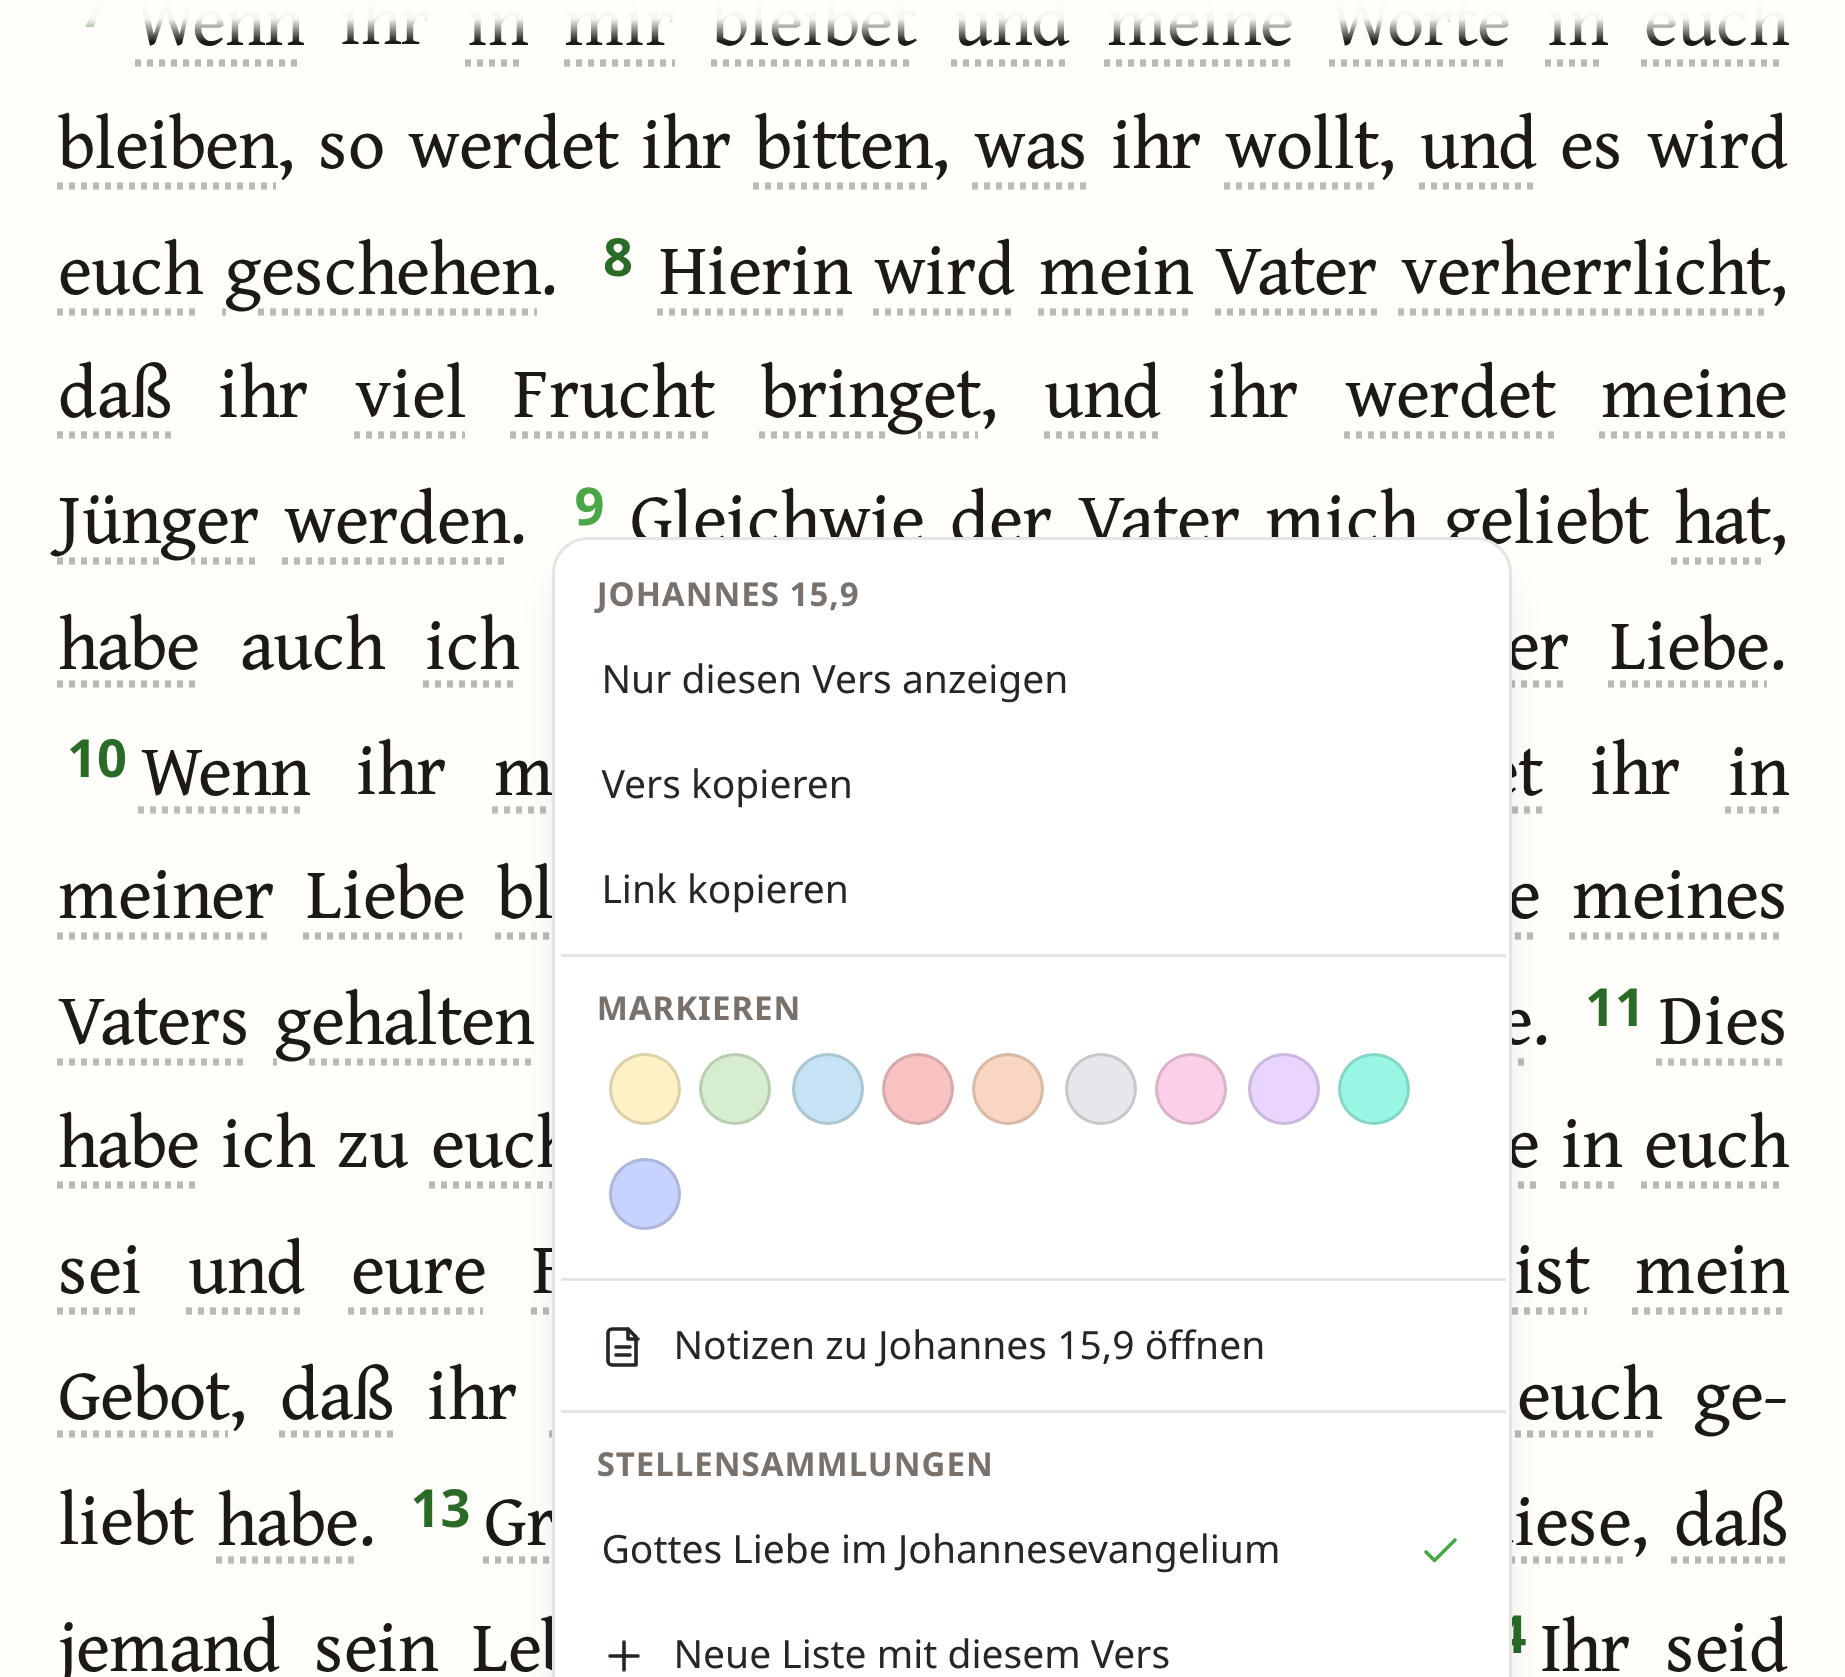 7 Wenn ihr in mir bleibet und meine Worte in euch
bleiben, so werdet ihr bitten, was ihr wollt, und es wird
euch geschehen. 8 Hierin wird mein Vater verherrlicht,
daß ihr viel Frucht bringet, und ihr werdet meine
Jünger werden. 9 Gleichwie der Vater mich geliebt hat,
habe auch ich er Liebe.
10 Wenn ihr m et ihr in
meiner Liebe bl e meines
Vaters gehalten e. 11 Dies
habe ich zu euch e in euch
sei und eure ist mein
Gebot, daß ihr euch ge-
liebt habe. 13 Gr iese, daß
jemand sein Leb 4 Ihr seid
JOHANNES 15,9
Nur diesen Vers anzeigen
Vers kopieren
Link kopieren
MARKIEREN
Notizen zu Johannes 15,9 öffnen
STELLENSAMMLUNGEN
Gottes Liebe im Johannesevangelium
Neue Liste mit diesem Vers